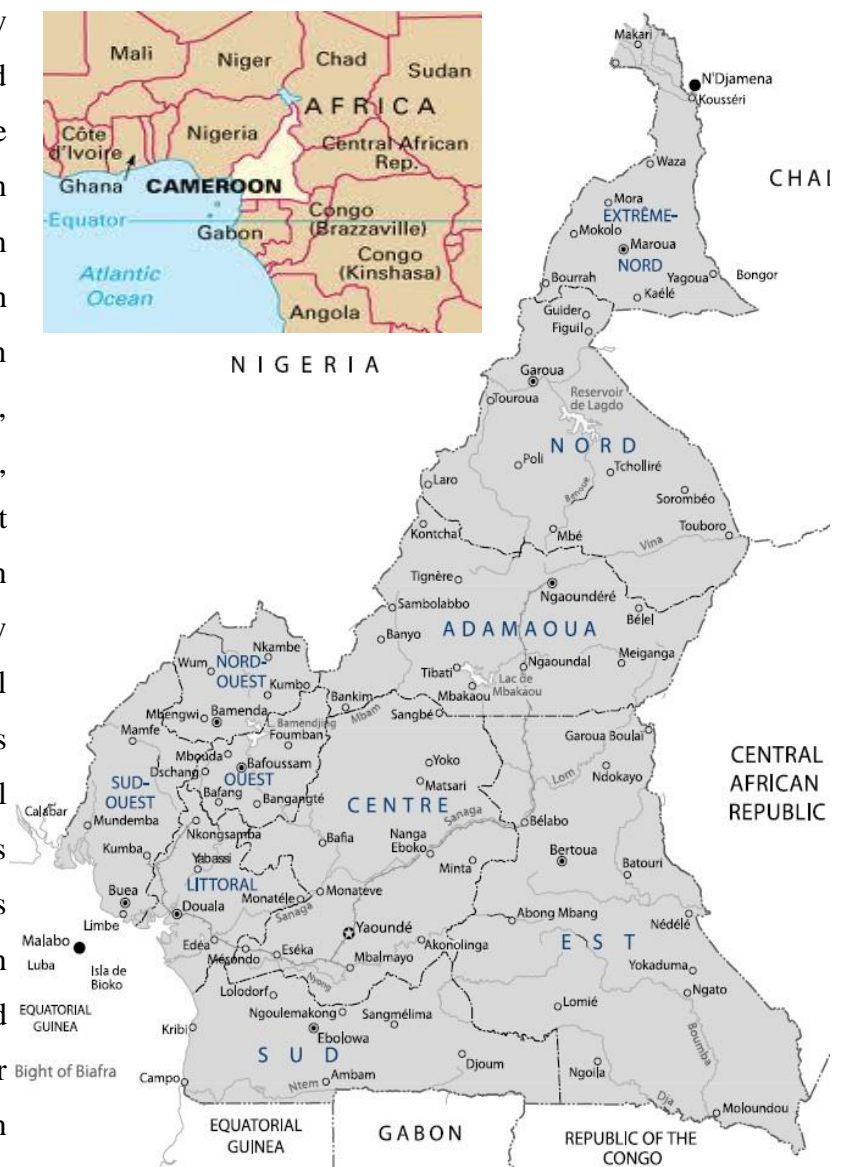 Mali
Niger
Chad
Sudan
AFRICA
Côte
d'Ivoire
Nigeria
Central African
Rep.
Ghana
CAMEROON
Equator
Gabon
Congo
(Brazzaville)
Congo
(Kinshasa)
Atlantic
Ocean
Angola
Makari
N'Djamena
Kousséri
Waza
CHA
Mora
EXTRÊME-
NORD
Mokolo
Maroua
Bourrah
Yagoua
Bongor
Kaélé
Guider
Figuil
NIGERIA
Garoua
Touroua
Reservoir
de Lagdo
NORD
Poli
Tcholliré
Laro
Benoue
Sorombéo
Kontcha
Mbé
Touboro
Vina
Tignère
Ngaoundéré
Sambolabbo
Bélel
Banyo
ADAMAOUA
Meiganga
Tibati
Ngaoundal
Lac de
Mbakaou
Mbakaou
Nkambe
Wum
NORD-
OUEST
Kumbo
Bankim
Mbam
Sangbé
Mbengwi
Bamenda
L. Bamendjing
Foumban
Mamfe
Garoua Boulaï
Mbouda
Bafoussam
Dschang
OUEST
Yoko
Matsari
Lom
Ndokayo
CENTRAL
AFRICAN
REPUBLIC
SUD-
OUEST
Bafang
Bangangté
CENTRE
Calabar
Mundemba
Nkongsamba
Sanaga
Bélabo
Bafia
Nanga
Eboko
Kumba
Yabassi
Minta
Bertoua
Batouri
LITTORAL
Buea
Monatéle
Monateve
Douala
Sanaga
Abong Mbang
Nédélé
Limbe
Yaoundé
Malabo
Edéa
Eséka
Akonolinga
EST
Mésondo
Mbalmayo
Luba
Isla de
Bioko
Nyong
Yokaduma
Lolodorf
Ngato
EQUATORIAL
GUINEA
Ngoulemakong
Sangmélima
Lomié
Kribi
Ebolowa
SUD
Boumba
Djoum
Bight of Biafra
Campo
Ntem
Ambam
Ngoila
Dja
Moloundou
EQUATORIAL
GUINEA
GABON
REPUBLIC OF THE
CONGO